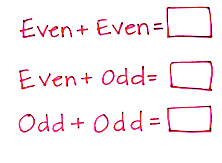 Even + Even =
Even + Odd =
Odd + Odd =